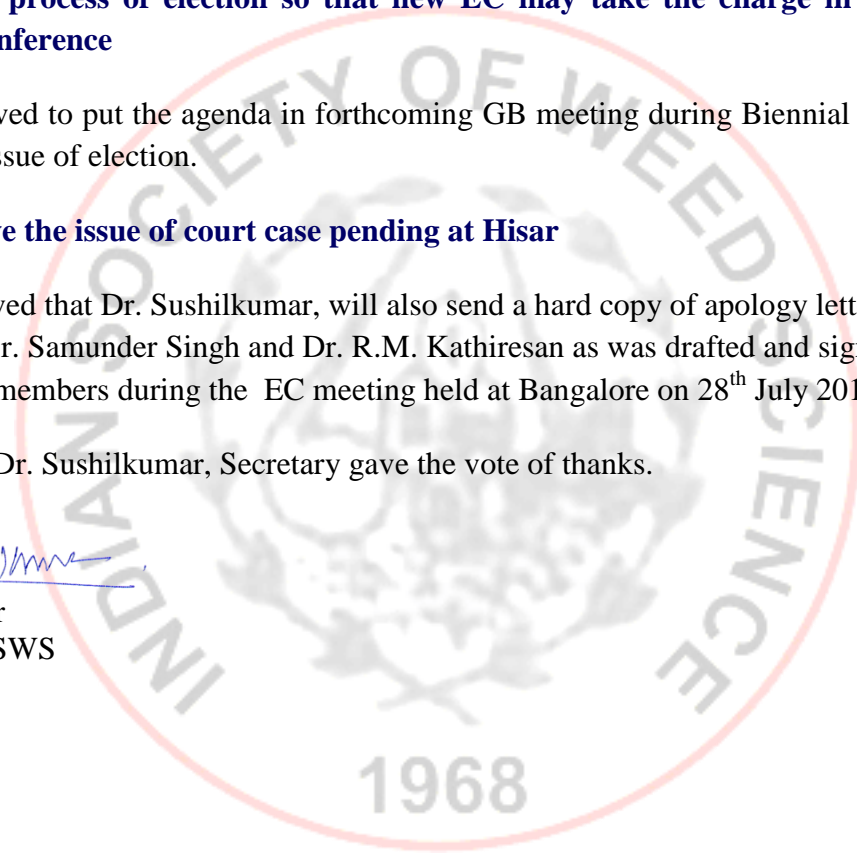 process of election so that new EC may take the charge in
nference
ved to put the agenda in forthcoming GB meeting during Biennial
ssue of election.
ve the issue of court case pending at Hisar
ved that Dr. Sushilkumar, will also send a hard copy of apology lett
r. Samunder Singh and Dr. R.M. Kathiresan as was drafted and sig
members during the EC meeting held at Bangalore on 28th July 201
Dr. Sushilkumar, Secretary gave the vote of thanks.
r
SWS
INDIAN SOCIETY OF WEED SCIENCE
1968